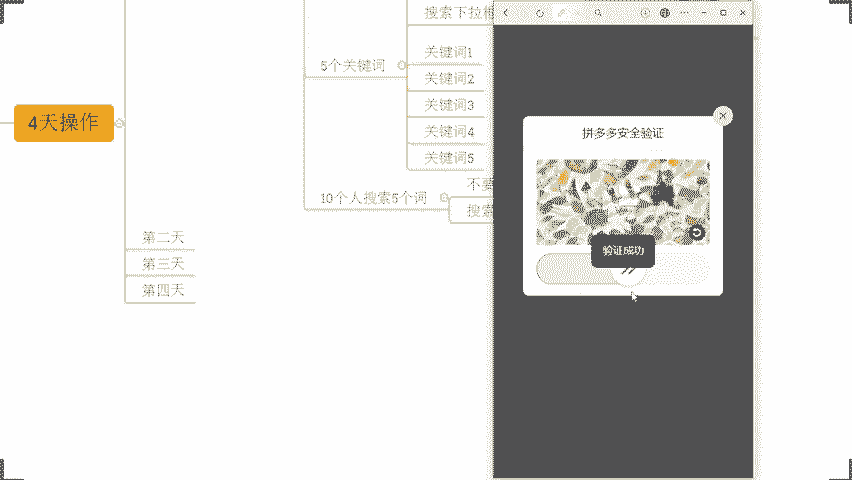 4天操作
搜索下拉
5个关键词
关键词1
关键词2
关键词3
关键词4
关键词5
10个人搜索5个词
不要
搜索
第二天
第三天
第四天
拼多多安全验证
验证成功